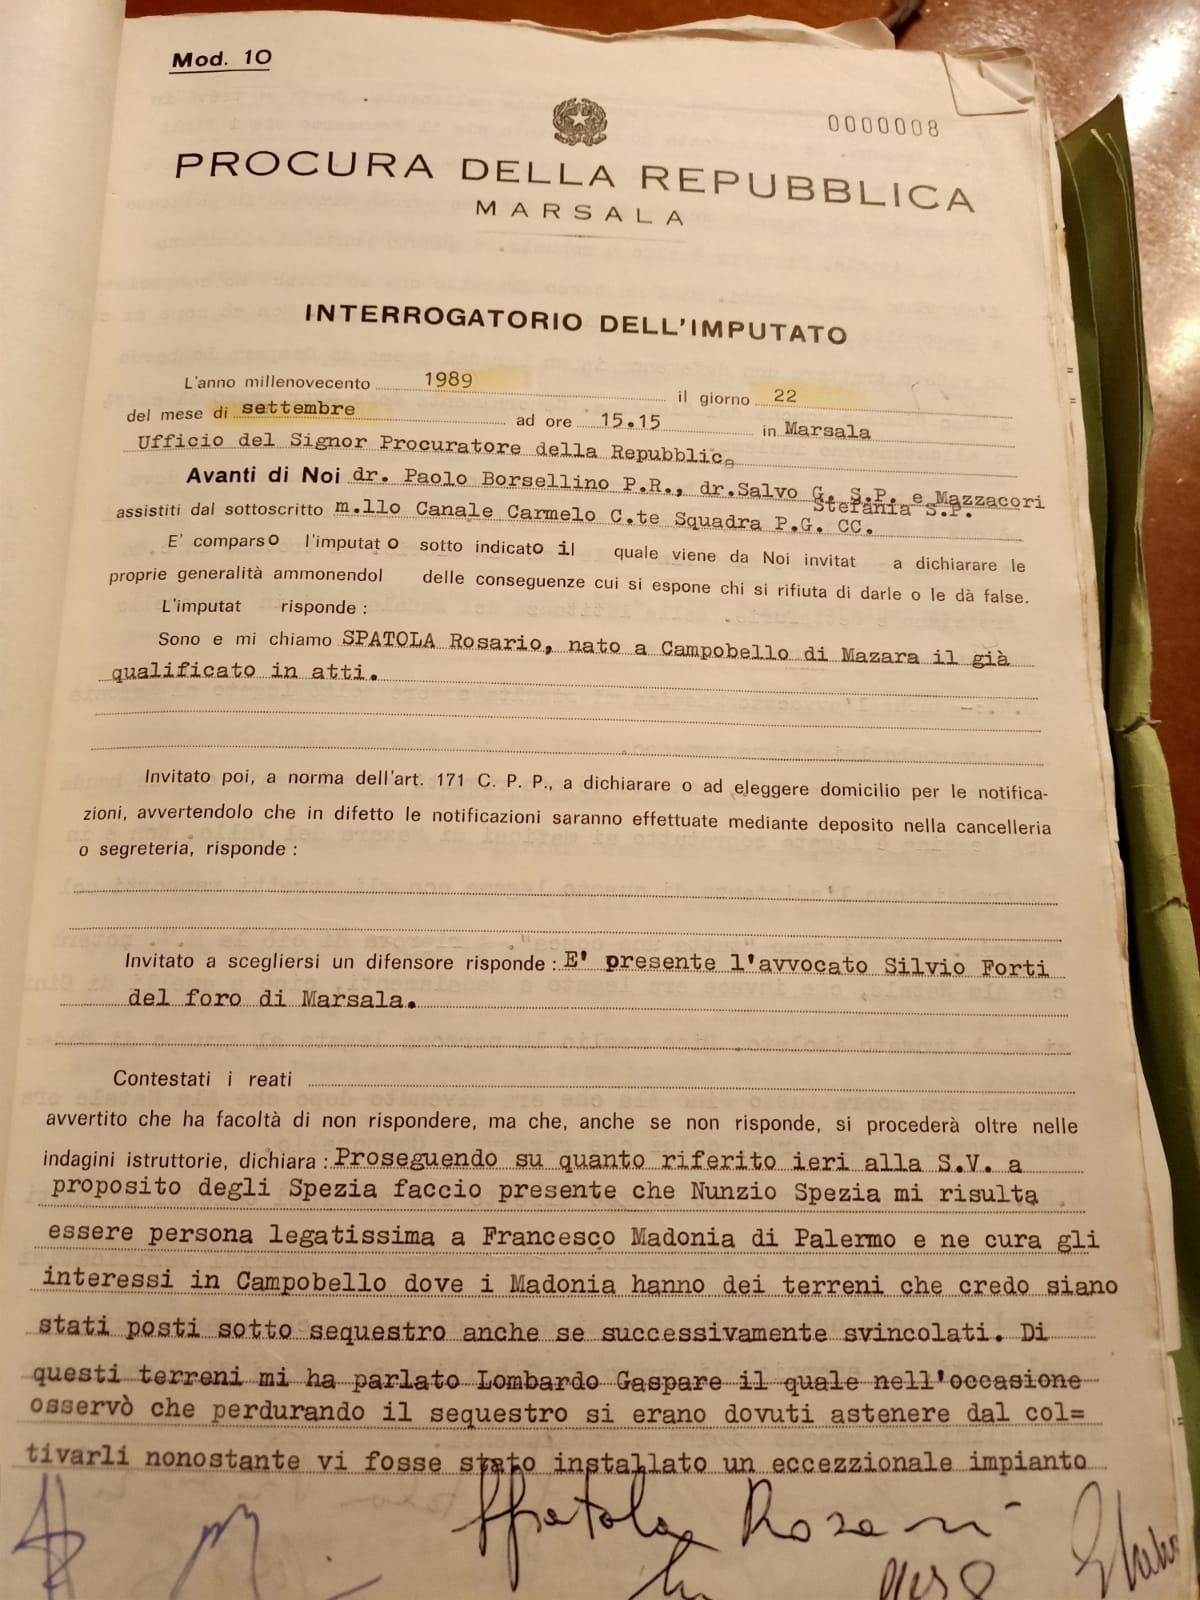 Mod. 10
0000008
PROCURA DELLA REPUBBLICA
MARSALA
INTERROGATORIO DELL'IMPUTATO
L'anno millenovecento 1989 il giorno 22
del mese di settembre ad ore 15.15 in Marsala
Ufficio del Signor Procuratore della Repubblica
Avanti di Noi dr. Paolo Borsellino P.R., dr.Salvo G. S.P. e Mazzacori
Stefania S.P.
assistiti dal sottoscritto m.llo Canale Carmelo C.te Squadra P.G. CC.
E' comparso l'imputato sotto indicato il quale viene da Noi invitat a dichiarare le
proprie generalità ammonendol delle conseguenze cui si espone chi si rifiuta di darle o le dà false.
L'imputat risponde :
Sono e mi chiamo SPATOLA Rosario, nato a Campobello di Mazara il già
qualificato in atti.
Invitato poi, a norma dell'art. 171 C. P. P., a dichiarare o ad eleggere domicilio per le notifica-
zioni, avvertendolo che in difetto le notificazioni saranno effettuate mediante deposito nella cancelleria
o segreteria, risponde :
Invitato a scegliersi un difensore risponde : E' presente l'avvocato Silvio Forti
del foro di Marsala.
Contestati i reati
avvertito che ha facoltà di non rispondere, ma che, anche se non risponde, si procederà oltre nelle
indagini istruttorie, dichiara : Proseguendo su quanto riferito ieri alla S.V. a
proposito degli Spezia faccio presente che Nunzio Spezia mi risulta
essere persona legatissima a Francesco Madonia di Palermo e ne cura gli
interessi in Campobello dove i Madonia hanno dei terreni che credo siano
stati posti sotto sequestro anche se successivamente svincolati. Di
questi terreni mi ha parlato Lombardo Gaspare il quale nell'occasione
osservò che perdurando il sequestro si erano dovuti astenere dal col=
tivarli nonostante vi fosse stato installato un eccezzionale impianto
Spatola Rosario